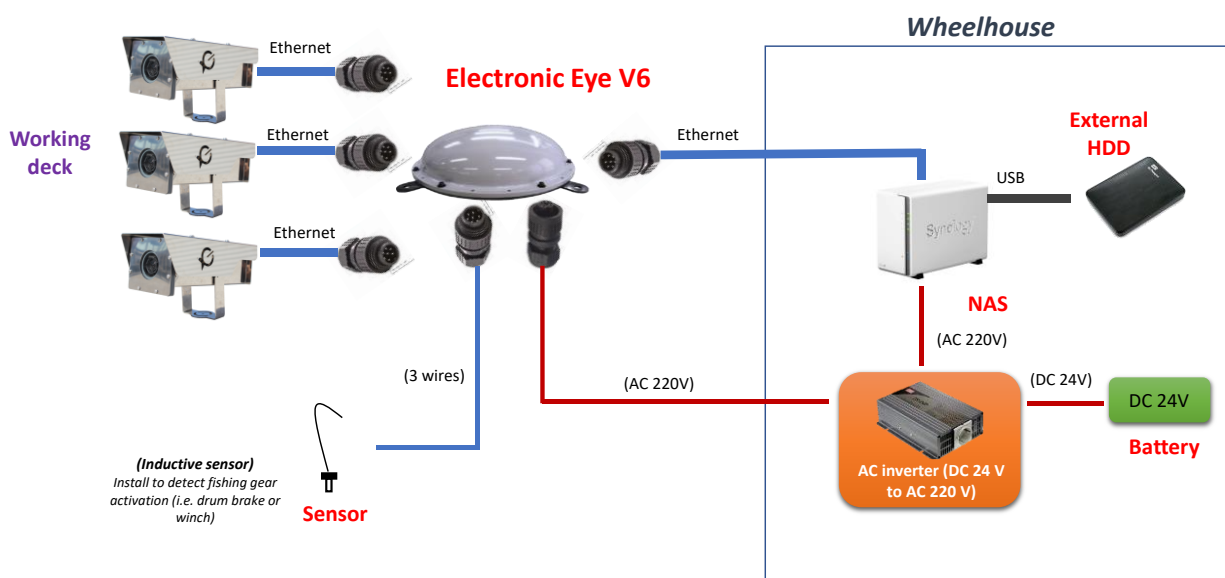 Wheelhouse
Ethernet
Electronic Eye V6
Working
deck
Ethernet
Ethernet
External
HDD
USB
Synology
Ethernet
NAS
(AC 220V)
(3 wires)
(AC 220V)
(DC 24V)
DC 24V
Battery
AC inverter (DC 24 V
to AC 220 V)
(Inductive sensor)
Install to detect fishing gear
activation (i.e. drum brake or
winch)
Sensor